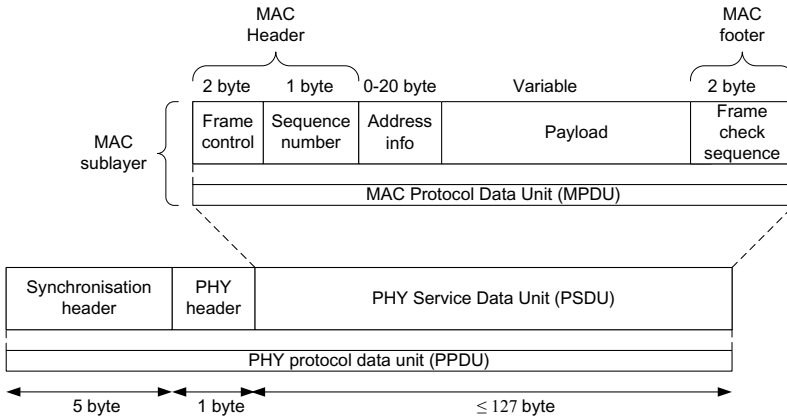 MAC
Header
MAC
footer
2 byte
1 byte
0-20 byte
Variable
2 byte
MAC
sublayer
Frame
control
Sequence
number
Address
info
Payload
Frame
check
sequence
MAC Protocol Data Unit (MPDU)
Synchronisation
header
PHY
header
PHY Service Data Unit (PSDU)
PHY protocol data unit (PPDU)
5 byte
1 byte
≤ 127 byte